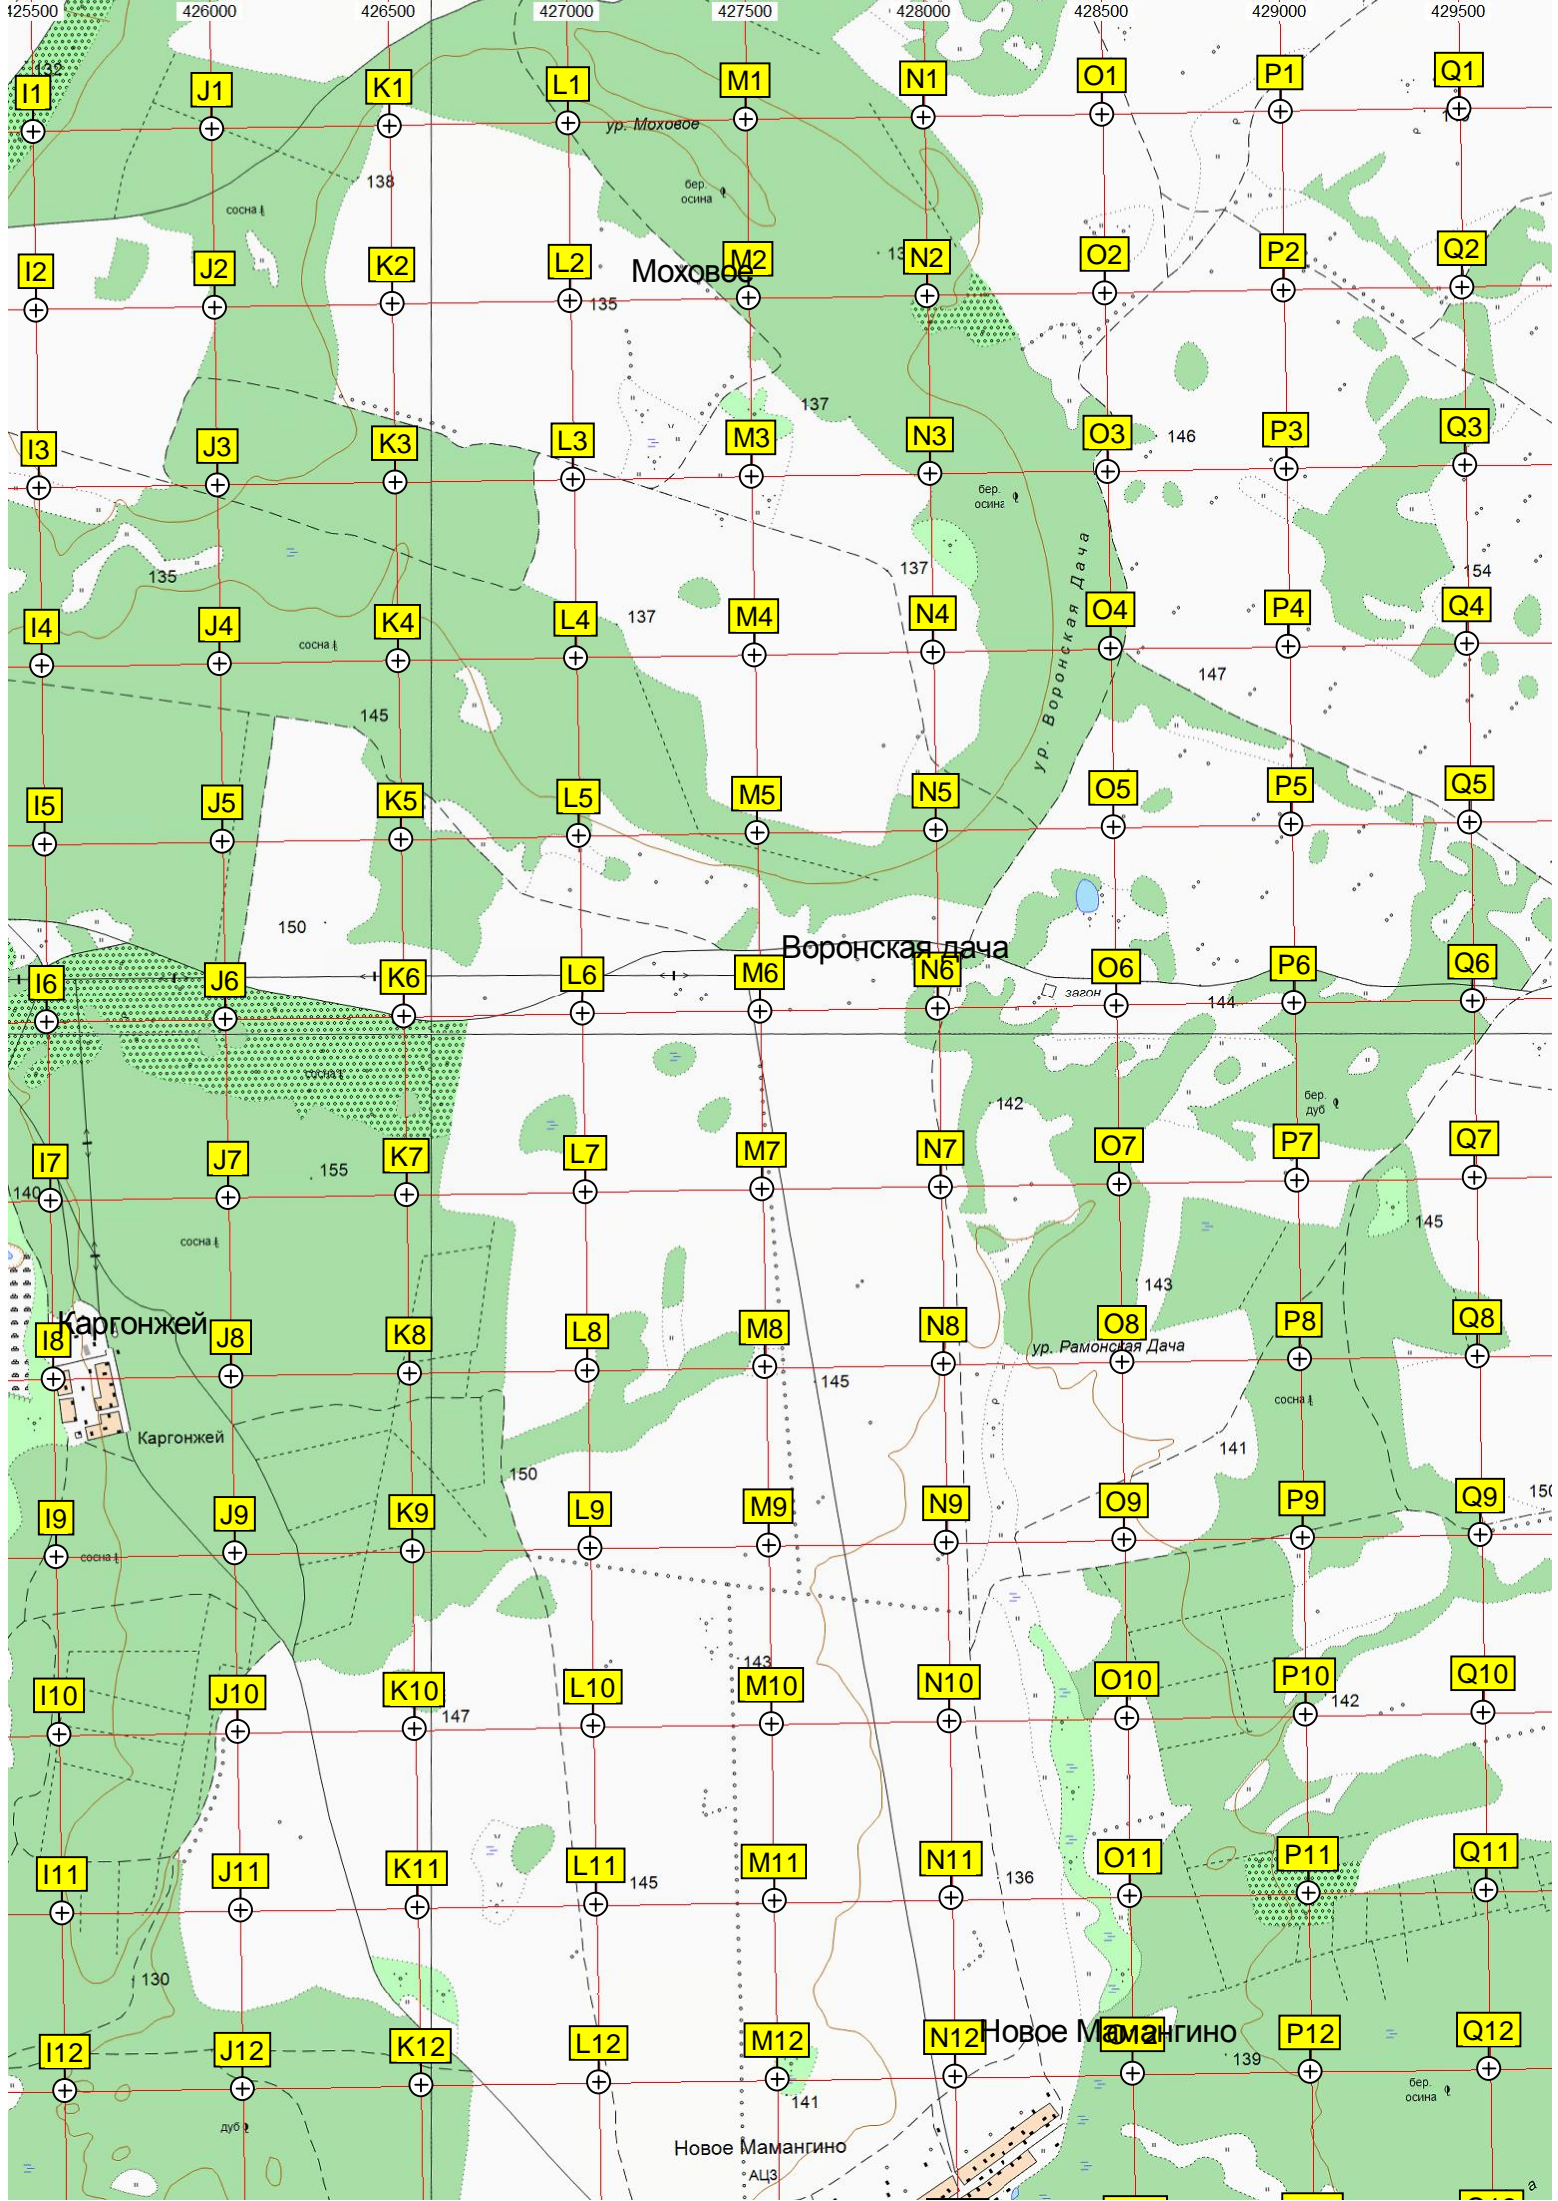 425500 426000 426500 427000 427500 428000 428500 429000 429500
132
I1 J1 K1 L1 M1 N1 O1 P1 Q1
ур. Моховое
138
бер.
осина
сосна
I2 J2 K2 L2 M2 N2 O2 P2 Q2
Моховое
135
137
146
I3 J3 K3 L3 M3 N3 O3 P3 Q3
бер.
осина
135
137
154
ур. Воронская Дача
I4 J4 K4 L4 M4 N4 O4 P4 Q4
137
сосна
147
145
I5 J5 K5 L5 M5 N5 O5 P5 Q5
150
Воронская дача
I6 J6 K6 L6 M6 N6 O6 P6 Q6
загон
144
сосна
142
бер.
дуб
I7 J7 K7 L7 M7 N7 O7 P7 Q7
155
140
145
сосна
143
Каргонжей
I8 J8 K8 L8 M8 N8 O8 P8 Q8
ур. Рамонская Дача
145
сосна
Каргонжей
141
150
150
I9 J9 K9 L9 M9 N9 O9 P9 Q9
сосна
143
I10 J10 K10 L10 M10 N10 O10 P10 Q10
147
142
I11 J11 K11 L11 M11 N11 O11 P11 Q11
145
136
130
Новое Мамангино
I12 J12 K12 L12 M12 N12 O12 P12 Q12
139
бер.
осина
141
дуб
Новое Мамангино
АЦЗ